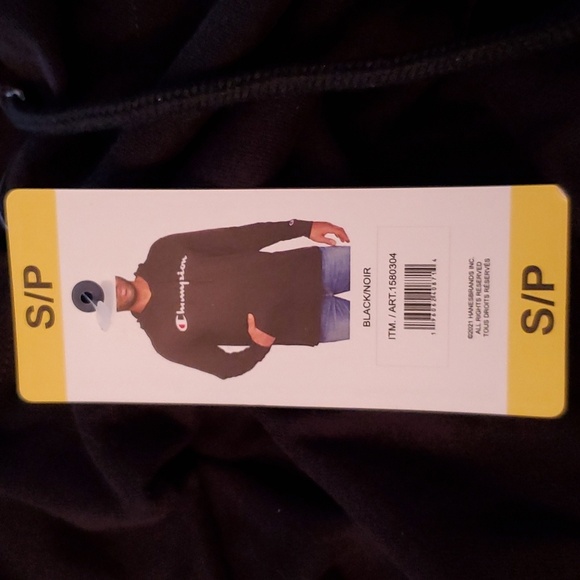 S/P
Champion
BLACK/NOIR
ITM. / ART.1580304
©2021 HANESBRANDS INC.
ALL RIGHTS RESERVED
TOUS DROITS RÉSERVÉS
S/P